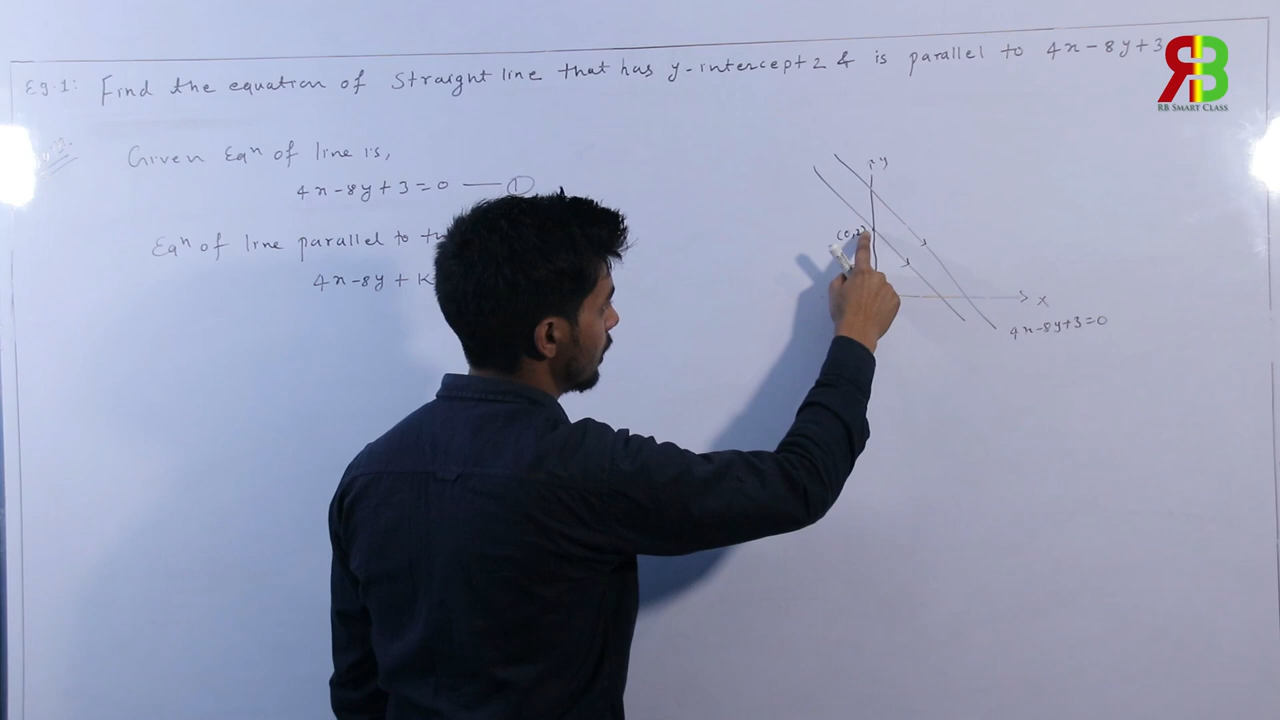 Eg.1: Find the equation of straight line that has y-intercept 2 & is parallel to 4x-8y+3
RB
RB SMART CLASS
Given Eqⁿ of line is,
4x-8y+3=0 — ①
Eqⁿ of line parallel to
4x-8y+K
y
(0,2)
x
4x-8y+3=0